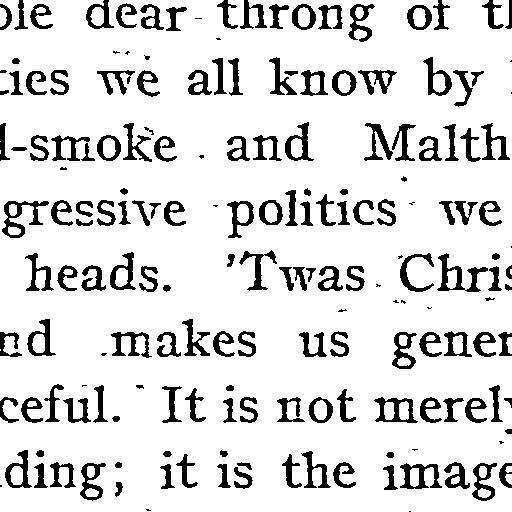 ole dear throng of th
ties we all know by
d-smoke and Malth
gressive politics we
heads. 'Twas Chris
nd makes us gener
ceful. It is not merely
ding; it is the image